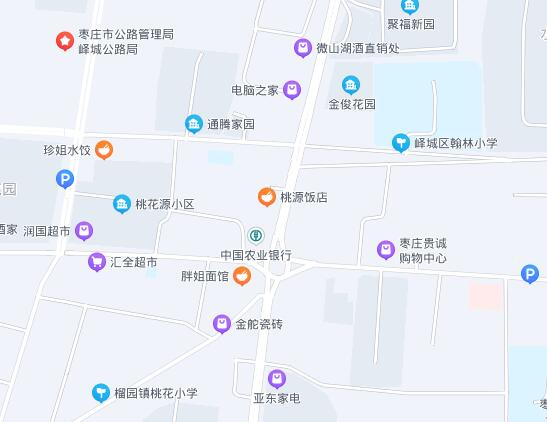 聚福新园
枣庄市公路管理局
峄城公路局
微山湖酒直销处
电脑之家
金俊花园
通腾家园
峄城区翰林小学
珍姐水饺
P
园
桃花源小区
桃源饭店
酒家
润国超市
中国农业银行
枣庄贵诚
购物中心
汇全超市
胖姐面馆
P
金舵瓷砖
榴园镇桃花小学
亚东家电
枣